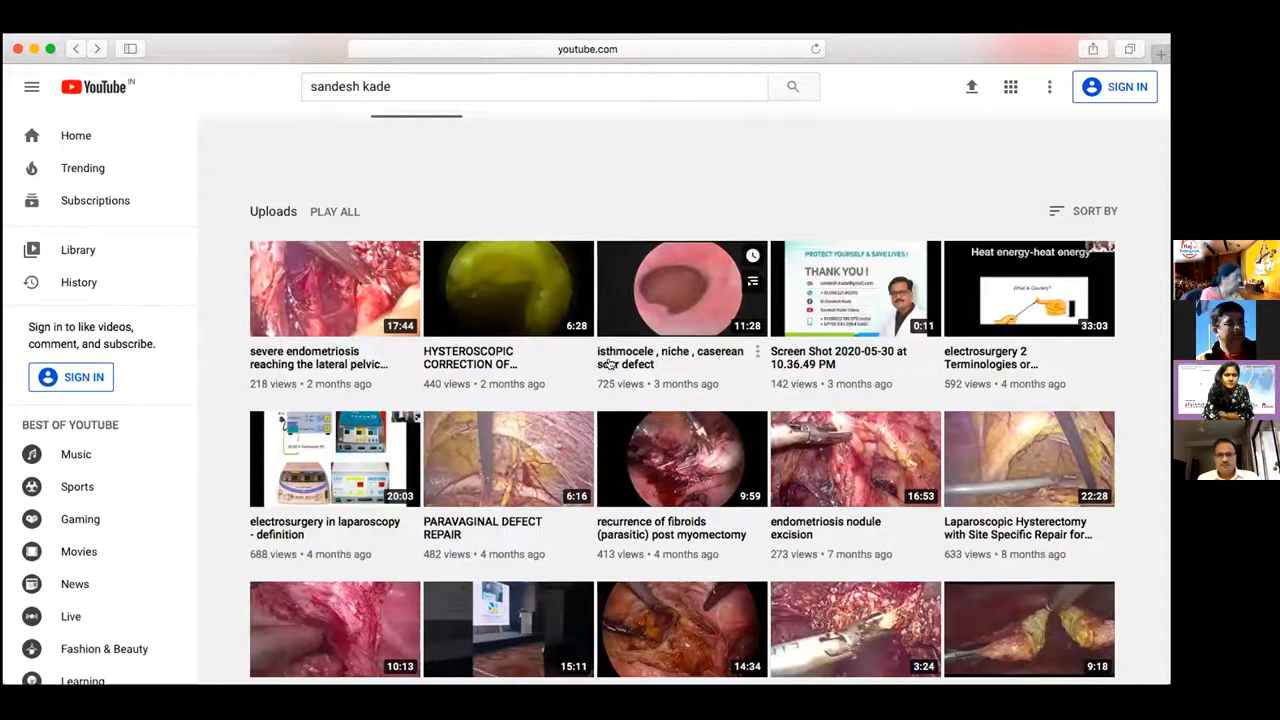 youtube.com
YouTube IN
sandesh kade
SIGN IN
Home
Trending
Subscriptions
Library
History
Sign in to like videos,
comment, and subscribe.
SIGN IN
BEST OF YOUTUBE
Music
Sports
Gaming
Movies
News
Live
Fashion & Beauty
Learning
Uploads PLAY ALL
SORT BY
17:44
severe endometriosis
reaching the lateral pelvic...
218 views • 2 months ago
6:28
HYSTEROSCOPIC
CORRECTION OF...
440 views • 2 months ago
11:28
isthmocele , niche , caserean
scar defect
725 views • 3 months ago
PROTECT YOURSELF & SAVE LIVES !
THANK YOU !
0:11
Screen Shot 2020-05-30 at
10.36.49 PM
142 views • 3 months ago
Heat energy-heat energy
What is Cautery?
33:03
electrosurgery 2
Terminologies or...
592 views • 4 months ago
20:03
electrosurgery in laparoscopy
- definition
688 views • 4 months ago
6:16
PARAVAGINAL DEFECT
REPAIR
482 views • 4 months ago
9:59
recurrence of fibroids
(parasitic) post myomectomy
413 views • 4 months ago
16:53
endometriosis nodule
excision
273 views • 7 months ago
22:28
Laparoscopic Hysterectomy
with Site Specific Repair for...
633 views • 8 months ago
10:13
15:11
14:34
3:24
9:18